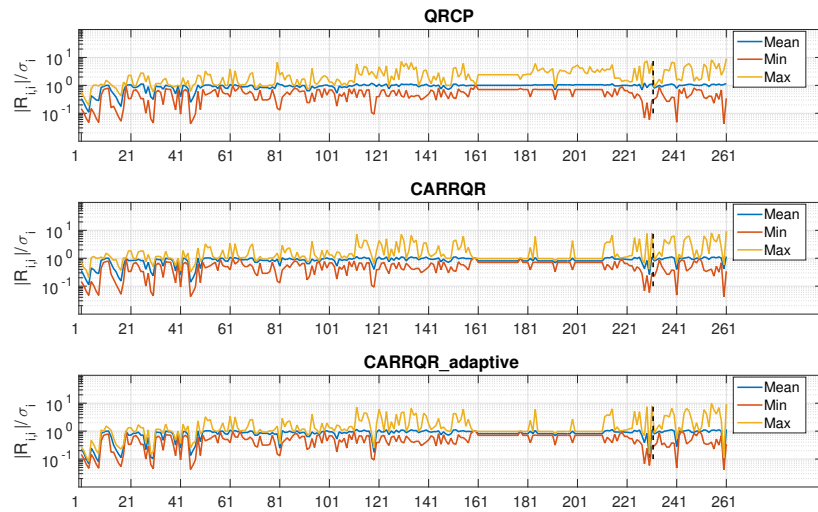 QRCP
|R_{i,i}|/σ_i
10^1
10^0
10^{-1}
1 21 41 61 81 101 121 141 161 181 201 221 241 261
Mean
Min
Max
CARRQR
|R_{i,i}|/σ_i
10^1
10^0
10^{-1}
1 21 41 61 81 101 121 141 161 181 201 221 241 261
Mean
Min
Max
CARRQR_adaptive
|R_{i,i}|/σ_i
10^1
10^0
10^{-1}
1 21 41 61 81 101 121 141 161 181 201 221 241 261
Mean
Min
Max